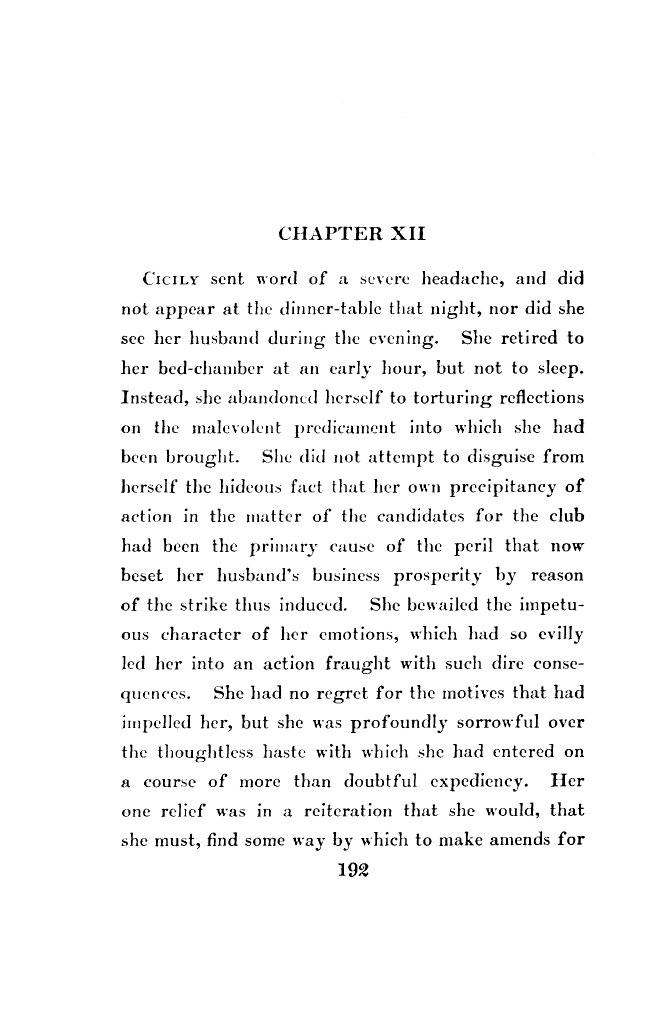 CHAPTER XII
CICILY sent word of a severe headache, and did
not appear at the dinner-table that night, nor did she
see her husband during the evening. She retired to
her bed-chamber at an early hour, but not to sleep.
Instead, she abandoned herself to torturing reflections
on the malevolent predicament into which she had
been brought. She did not attempt to disguise from
herself the hideous fact that her own precipitancy of
action in the matter of the candidates for the club
had been the primary cause of the peril that now
beset her husband's business prosperity by reason
of the strike thus induced. She bewailed the impetu-
ous character of her emotions, which had so evilly
led her into an action fraught with such dire conse-
quences. She had no regret for the motives that had
impelled her, but she was profoundly sorrowful over
the thoughtless haste with which she had entered on
a course of more than doubtful expediency. Her
one relief was in a reiteration that she would, that
she must, find some way by which to make amends for
192